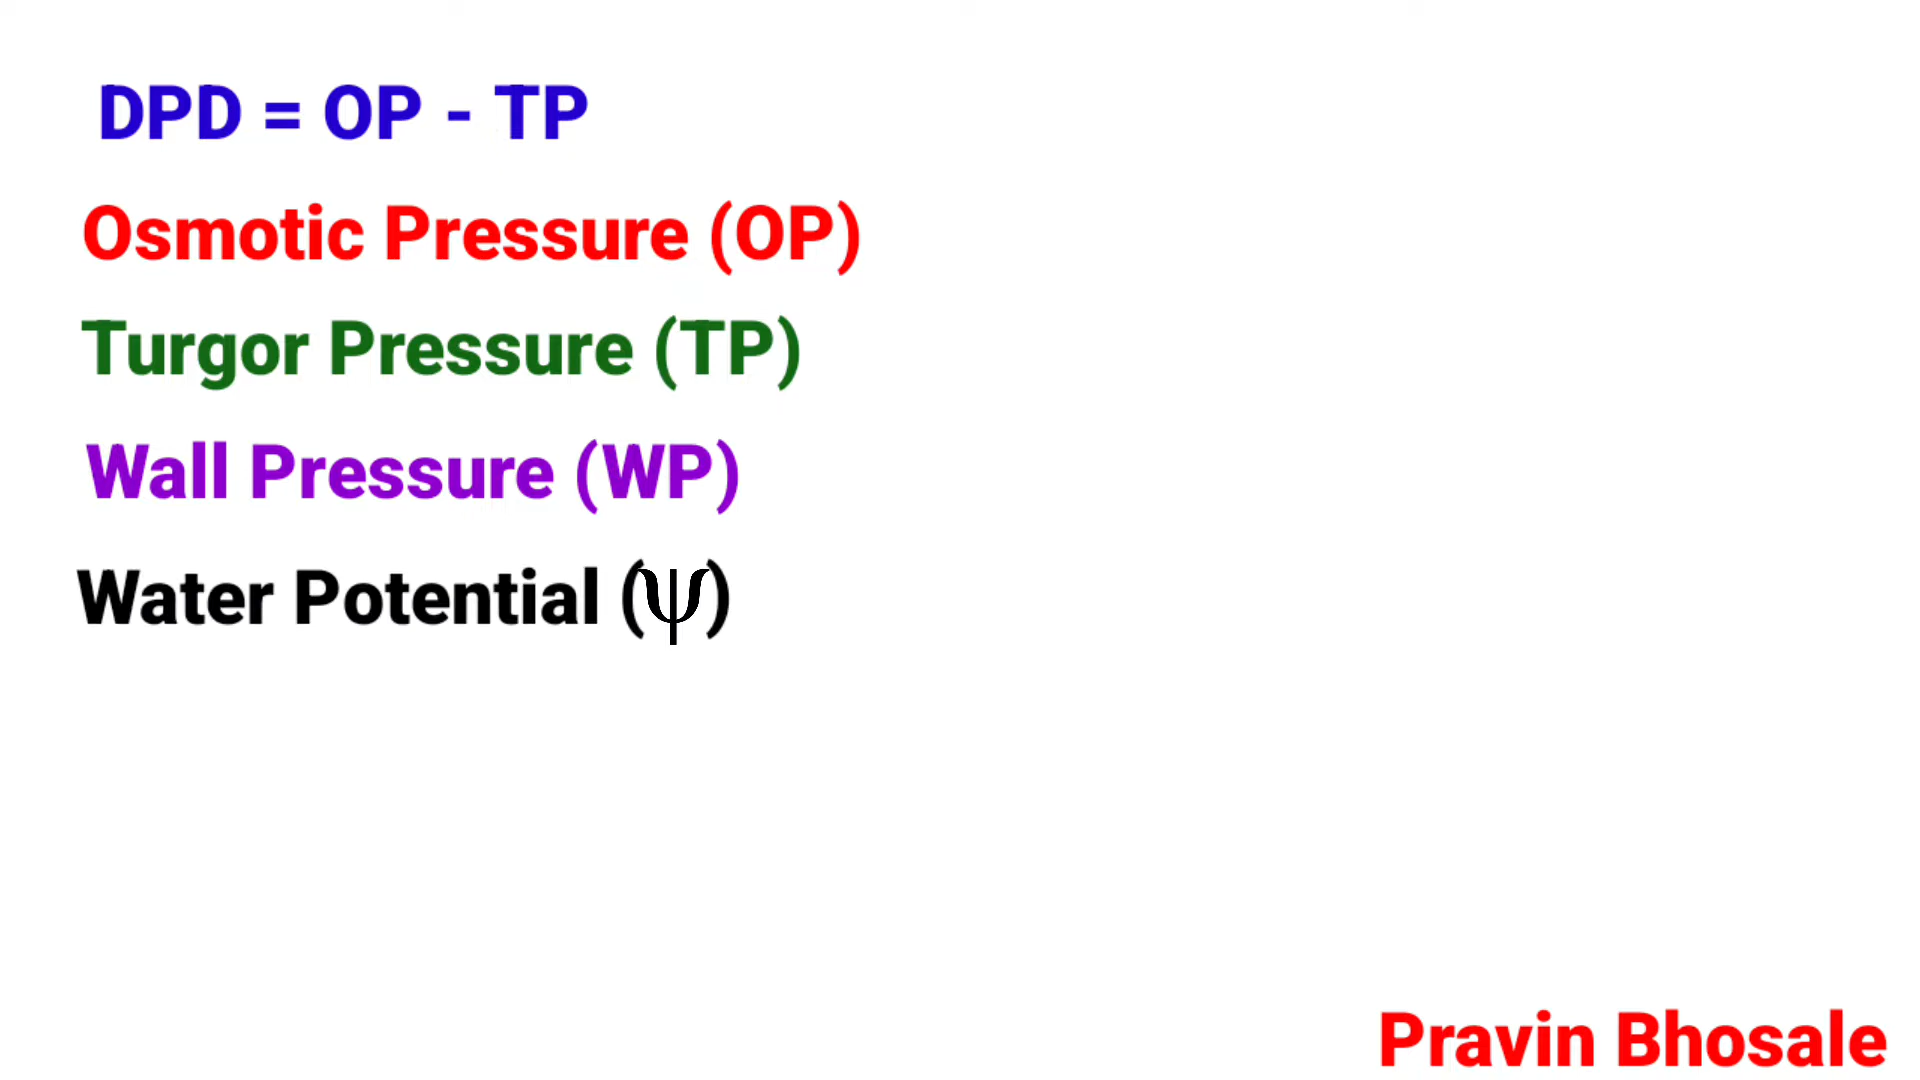 DPD = OP - TP
Osmotic Pressure (OP)
Turgor Pressure (TP)
Wall Pressure (WP)
Water Potential (ψ)
Pravin Bhosale